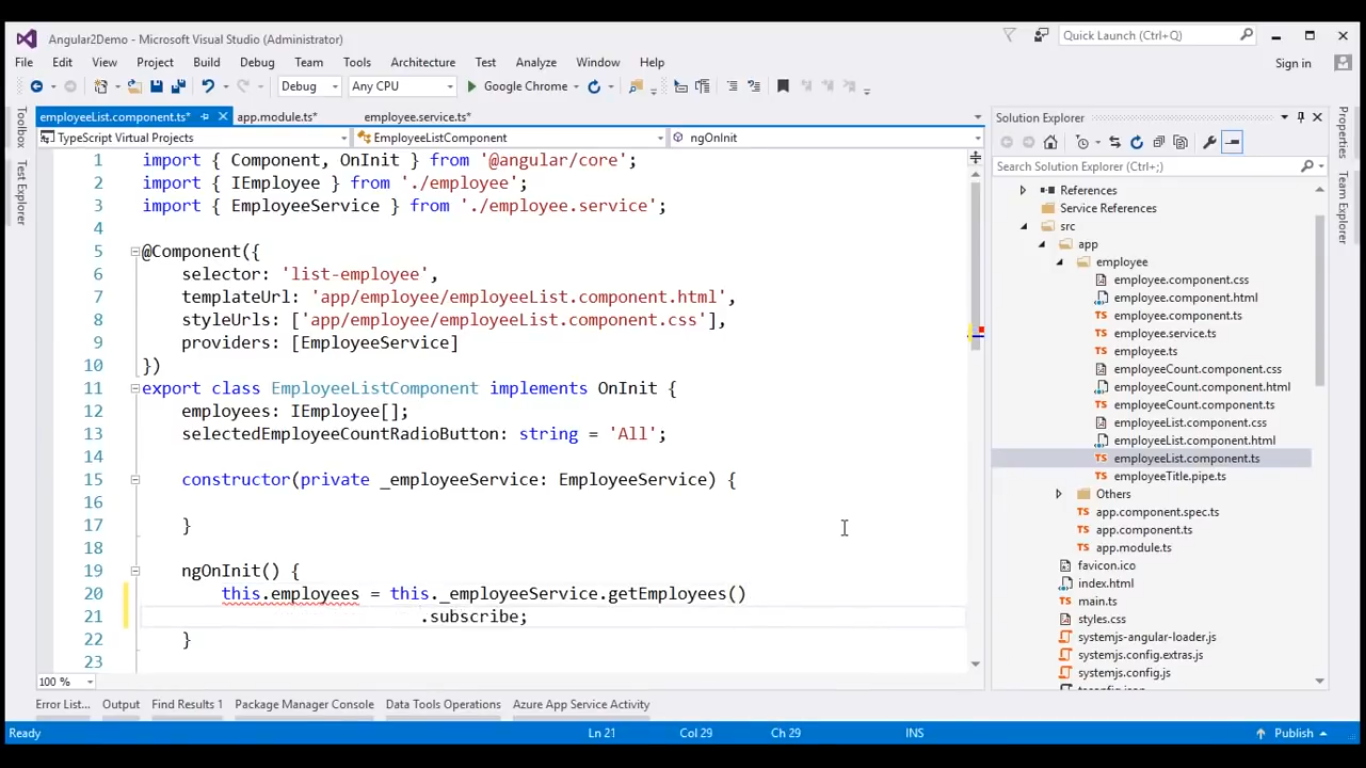 Angular2Demo - Microsoft Visual Studio (Administrator)
Quick Launch (Ctrl+Q)
File Edit View Project Build Debug Team Tools Architecture Test Analyze Window Help
Sign in
Debug Any CPU Google Chrome
employeeList.component.ts* app.module.ts* employee.service.ts*
TypeScript Virtual Projects EmployeeListComponent ngOnInit
Toolbox
Test Explorer
1 import { Component, OnInit } from '@angular/core';
2 import { IEmployee } from './employee';
3 import { EmployeeService } from './employee.service';
4
5 @Component({
6 selector: 'list-employee',
7 templateUrl: 'app/employee/employeeList.component.html',
8 styleUrls: ['app/employee/employeeList.component.css'],
9 providers: [EmployeeService]
10 })
11 export class EmployeeListComponent implements OnInit {
12 employees: IEmployee[];
13 selectedEmployeeCountRadioButton: string = 'All';
14
15 constructor(private _employeeService: EmployeeService) {
16
17 }
18
19 ngOnInit() {
20 this.employees = this._employeeService.getEmployees()
21 .subscribe;
22 }
23
100 %
Solution Explorer
Search Solution Explorer (Ctrl+;)
References
Service References
src
app
employee
employee.component.css
employee.component.html
TS employee.component.ts
TS employee.service.ts
TS employee.ts
employeeCount.component.css
employeeCount.component.html
TS employeeCount.component.ts
employeeList.component.css
employeeList.component.html
TS employeeList.component.ts
TS employeeTitle.pipe.ts
Others
TS app.component.spec.ts
TS app.component.ts
TS app.module.ts
favicon.ico
index.html
TS main.ts
styles.css
systemjs-angular-loader.js
systemjs.config.extras.js
systemjs.config.js
Properties
Team Explorer
Error List... Output Find Results 1 Package Manager Console Data Tools Operations Azure App Service Activity
Ready Ln 21 Col 29 Ch 29 INS Publish